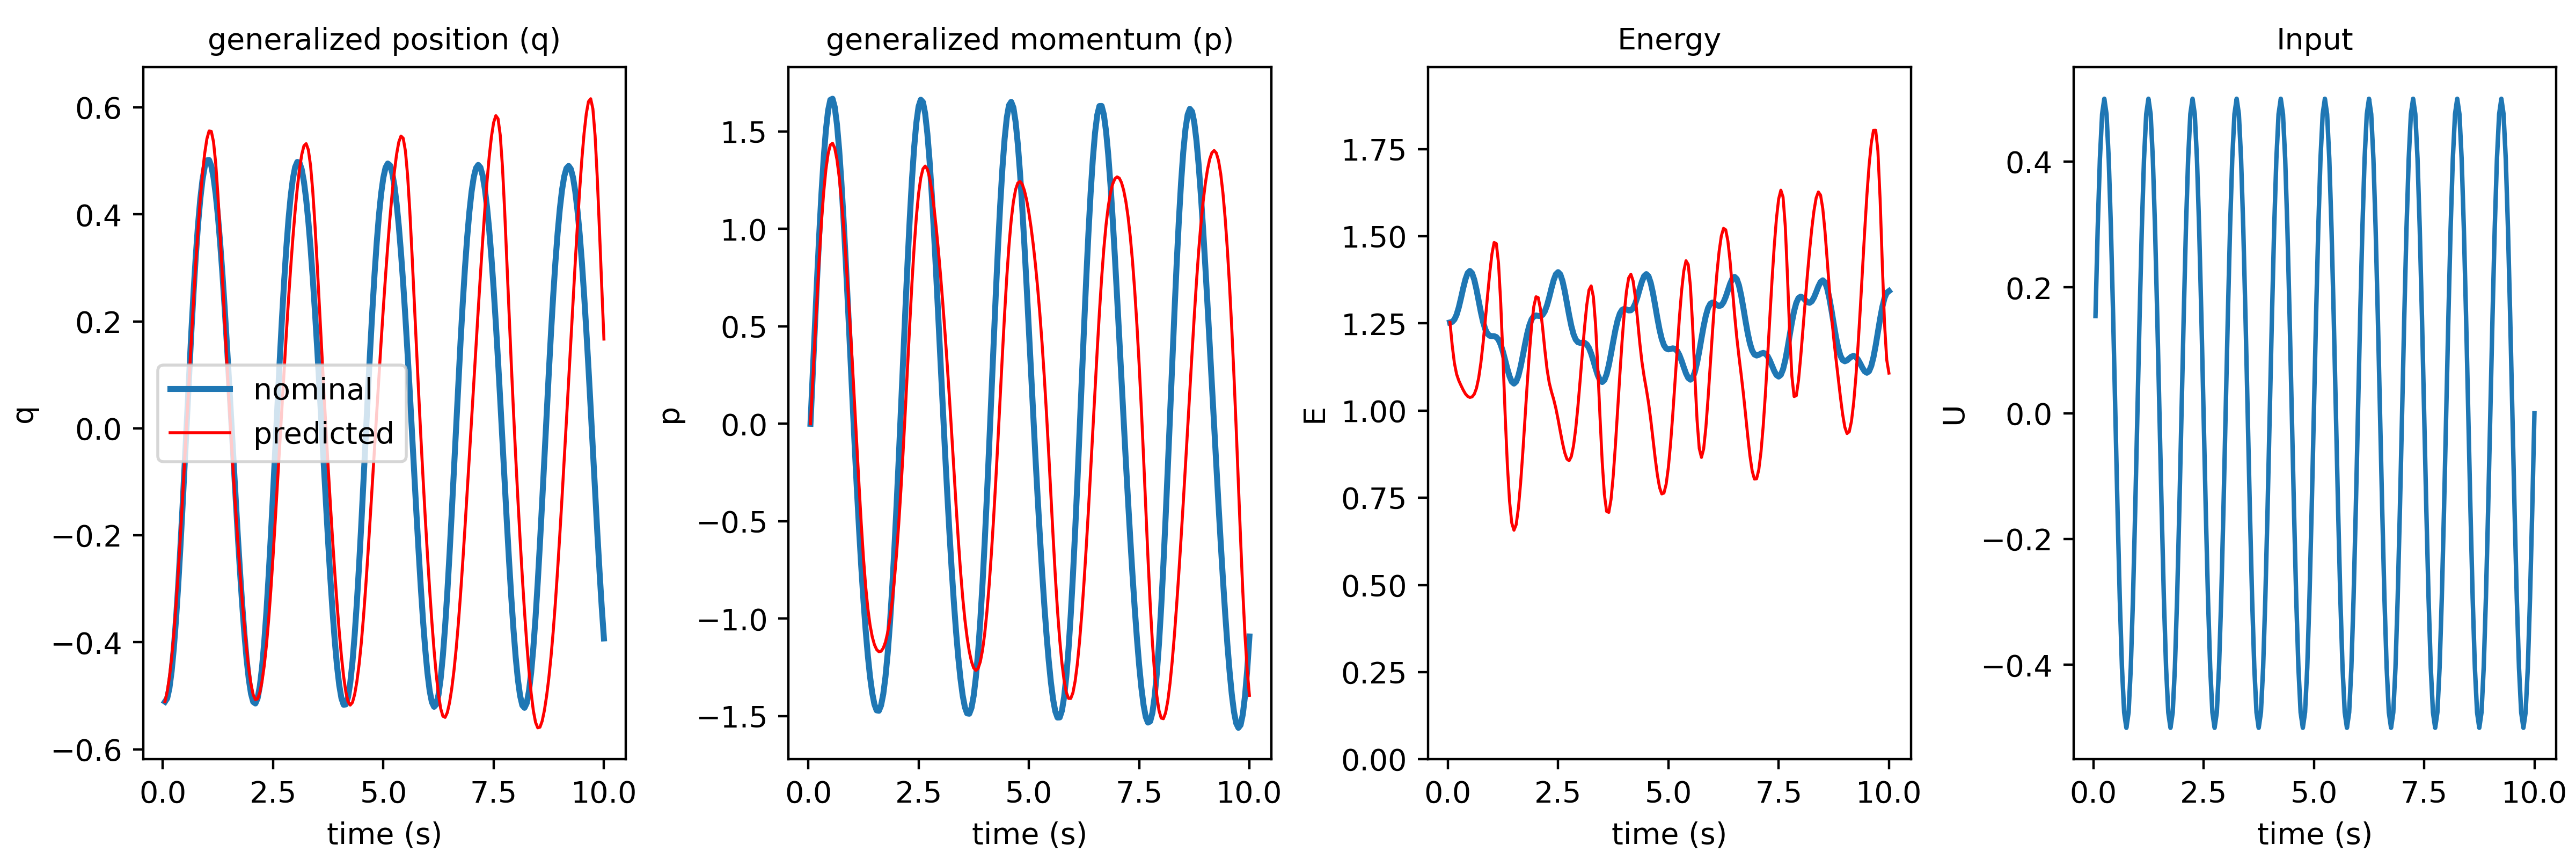 generalized position (q)
0.6
0.4
0.2
0.0
−0.2
−0.4
−0.6
q
nominal
predicted
0.0 2.5 5.0 7.5 10.0
time (s)
generalized momentum (p)
1.5
1.0
0.5
0.0
−0.5
−1.0
−1.5
p
0.0 2.5 5.0 7.5 10.0
time (s)
Energy
1.75
1.50
1.25
1.00
0.75
0.50
0.25
0.00
E
0.0 2.5 5.0 7.5 10.0
time (s)
Input
0.4
0.2
0.0
−0.2
−0.4
U
0.0 2.5 5.0 7.5 10.0
time (s)